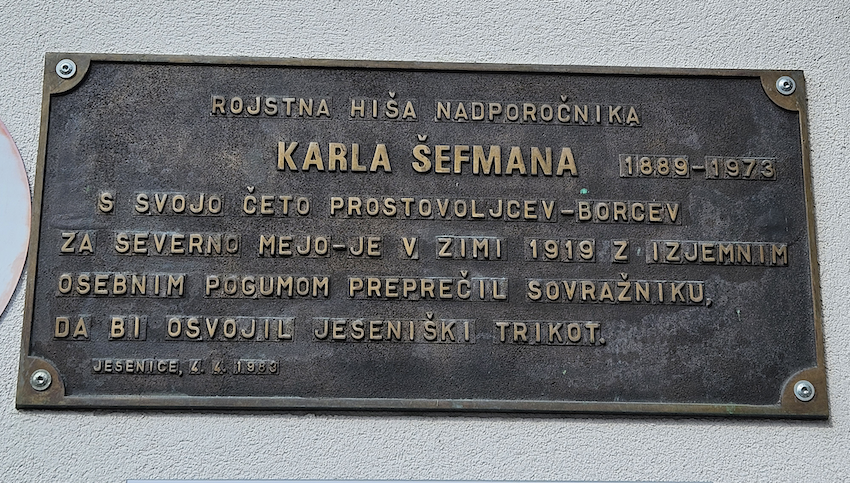 ROJSTNA HIŠA NADPOROČNIKA
KARLA ŠEFMANA 1889-1973
S SVOJO ČETO PROSTOVOLJCEV-BORCEV
ZA SEVERNO MEJO-JE V ZIMI 1919 Z IZJEMNIM
OSEBNIM POGUMOM PREPREČIL SOVRAŽNIKU,
DA BI OSVOJIL JESENIŠKI TRIKOT.
JESENICE, 4. 4. 1983